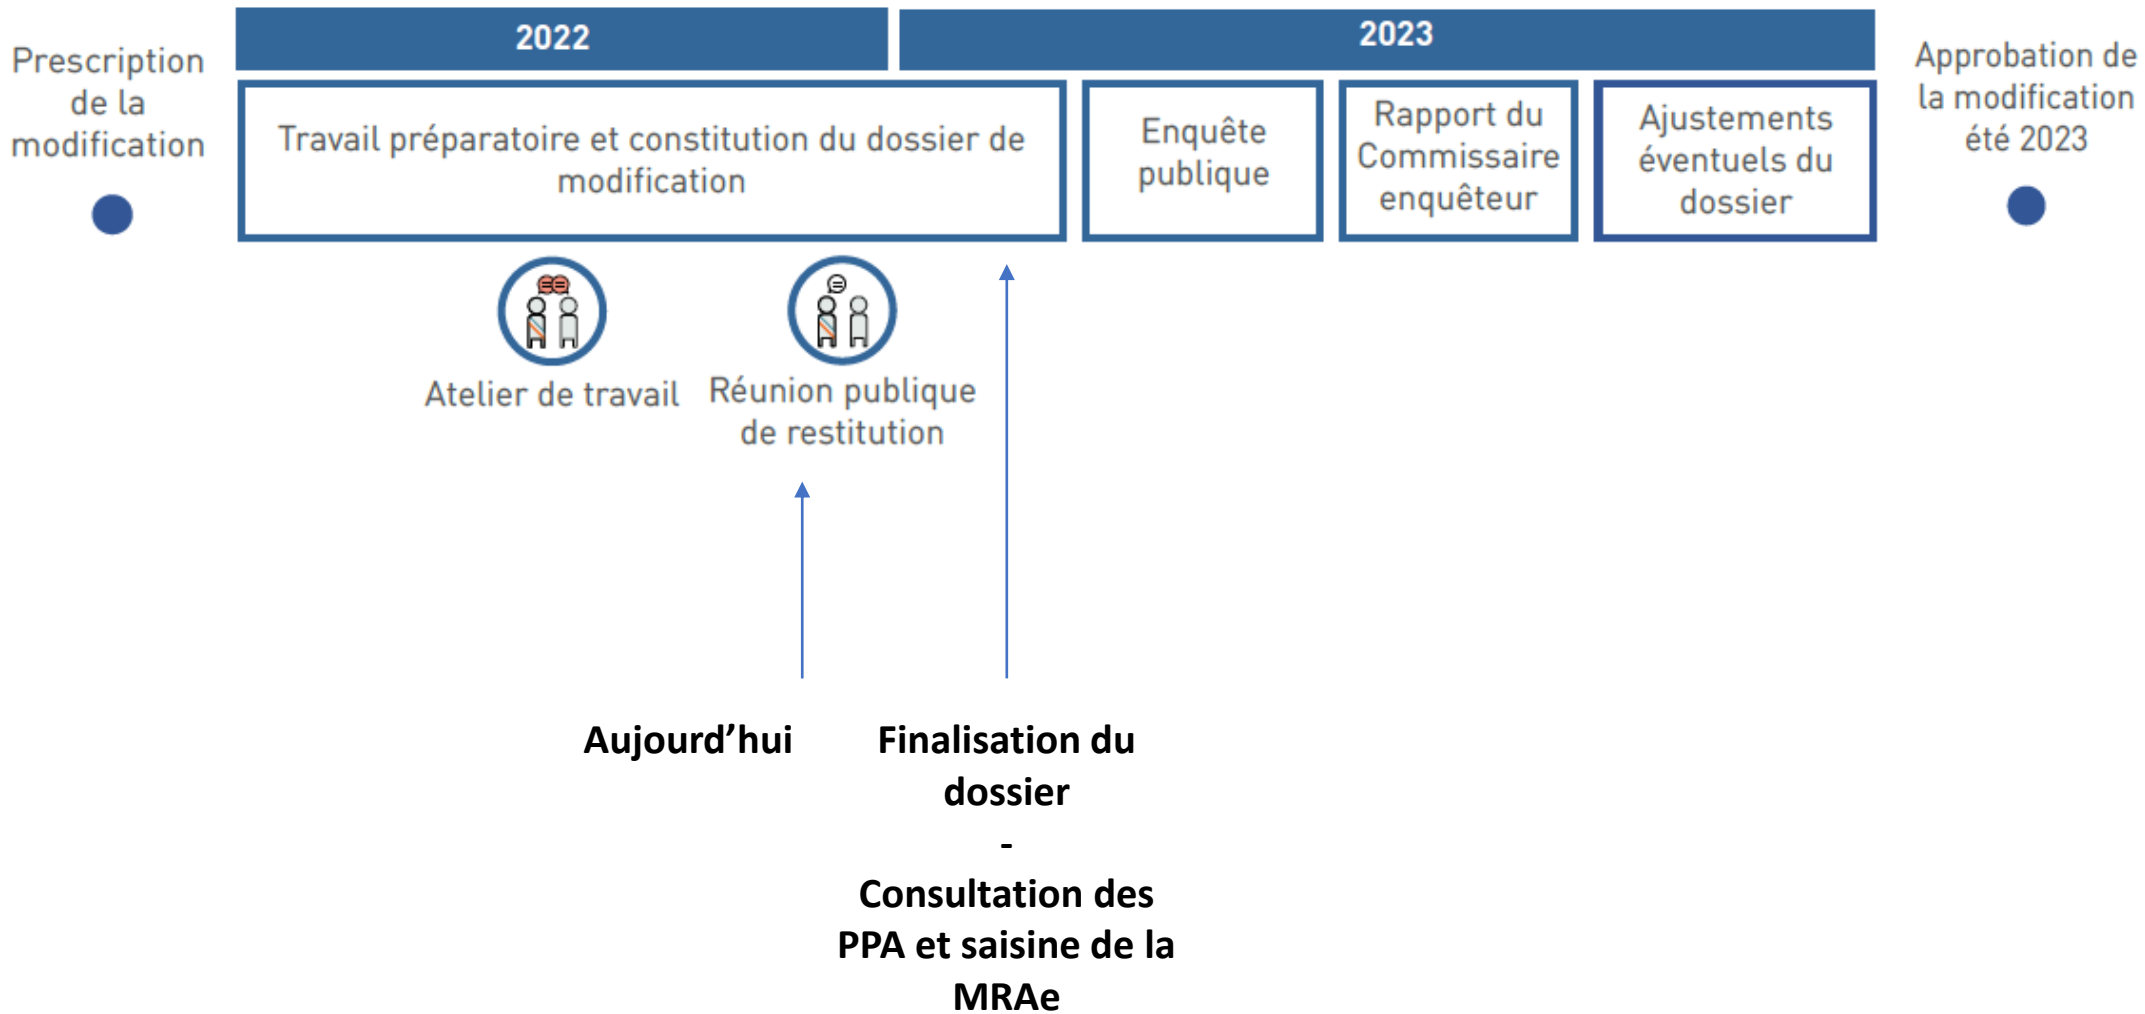 2022
2023
Prescription
de la
modification
Travail préparatoire et constitution du dossier de
modification
Enquête
publique
Rapport du
Commissaire
enquêteur
Ajustements
éventuels du
dossier
Approbation de
la modification
été 2023
Atelier de travail
Réunion publique
de restitution
Aujourd’hui
Finalisation du
dossier
-
Consultation des
PPA et saisine de la
MRAe